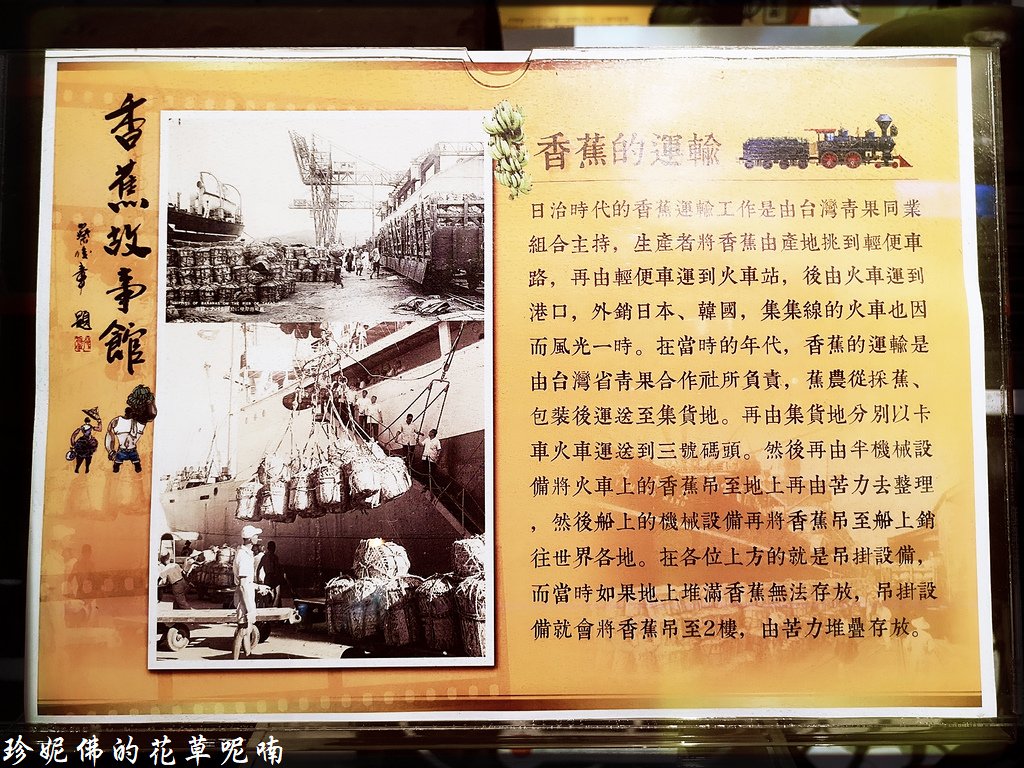 香蕉故事館
題
香蕉的運輸
日治時代的香蕉運輸工作是由台灣青果同業
組合主持，生產者將香蕉由產地挑到輕便車
路，再由輕便車運到火車站，後由火車運到
港口，外銷日本、韓國，集集線的火車也因
而風光一時。在當時的年代，香蕉的運輸是
由台灣省青果合作社所負責，蕉農從採蕉、
包裝後運送至集貨地。再由集貨地分別以卡
車火車運送到三號碼頭。然後再由半機械設
備將火車上的香蕉吊至地上再由苦力去整理
，然後船上的機械設備再將香蕉吊至船上銷
往世界各地。在各位上方的就是吊掛設備，
而當時如果地上堆滿香蕉無法存放，吊掛設
備就會將香蕉吊至2樓，由苦力堆疊存放。
珍妮佛的花草呢喃